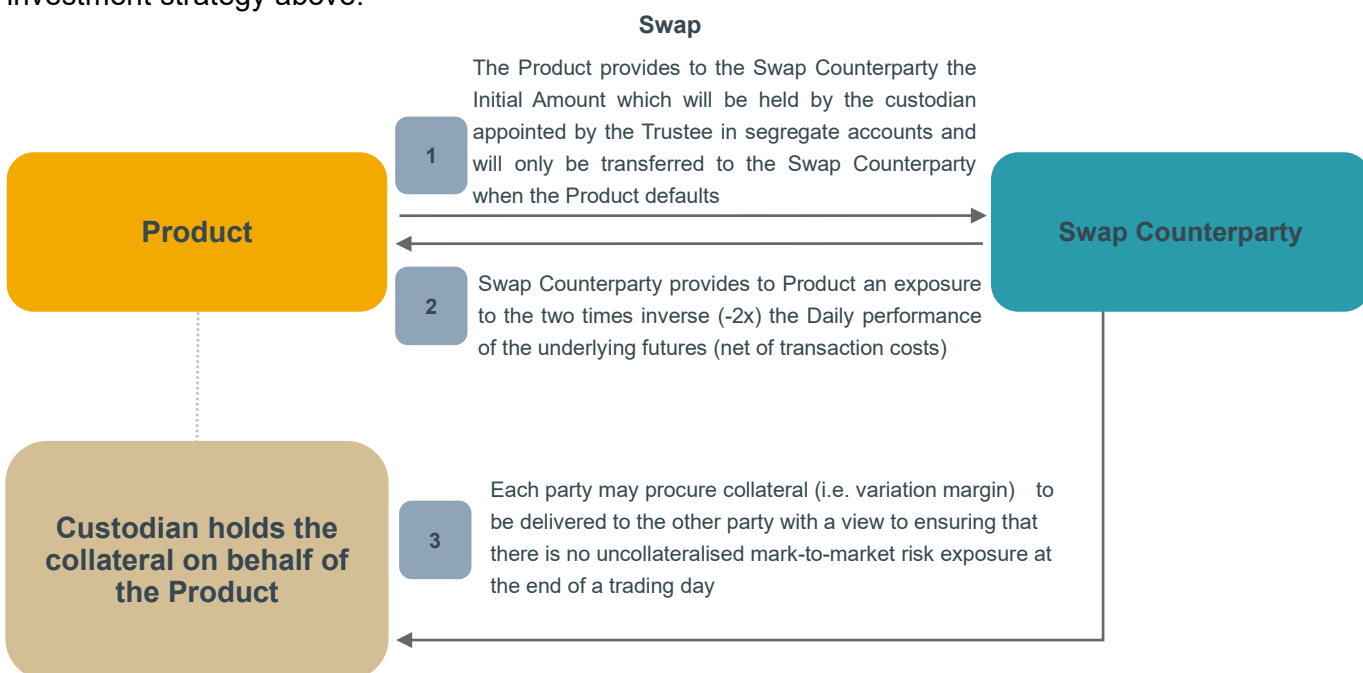 investment strategy above.
Swap
The Product provides to the Swap Counterparty the
Initial Amount which will be held by the custodian
appointed by the Trustee in segregate accounts and
will only be transferred to the Swap Counterparty
when the Product defaults
1
Product
Swap Counterparty
2
Swap Counterparty provides to Product an exposure
to the two times inverse (-2x) the Daily performance
of the underlying futures (net of transaction costs)
Custodian holds the
collateral on behalf of
the Product
3
Each party may procure collateral (i.e. variation margin) to
be delivered to the other party with a view to ensuring that
there is no uncollateralised mark-to-market risk exposure at
the end of a trading day